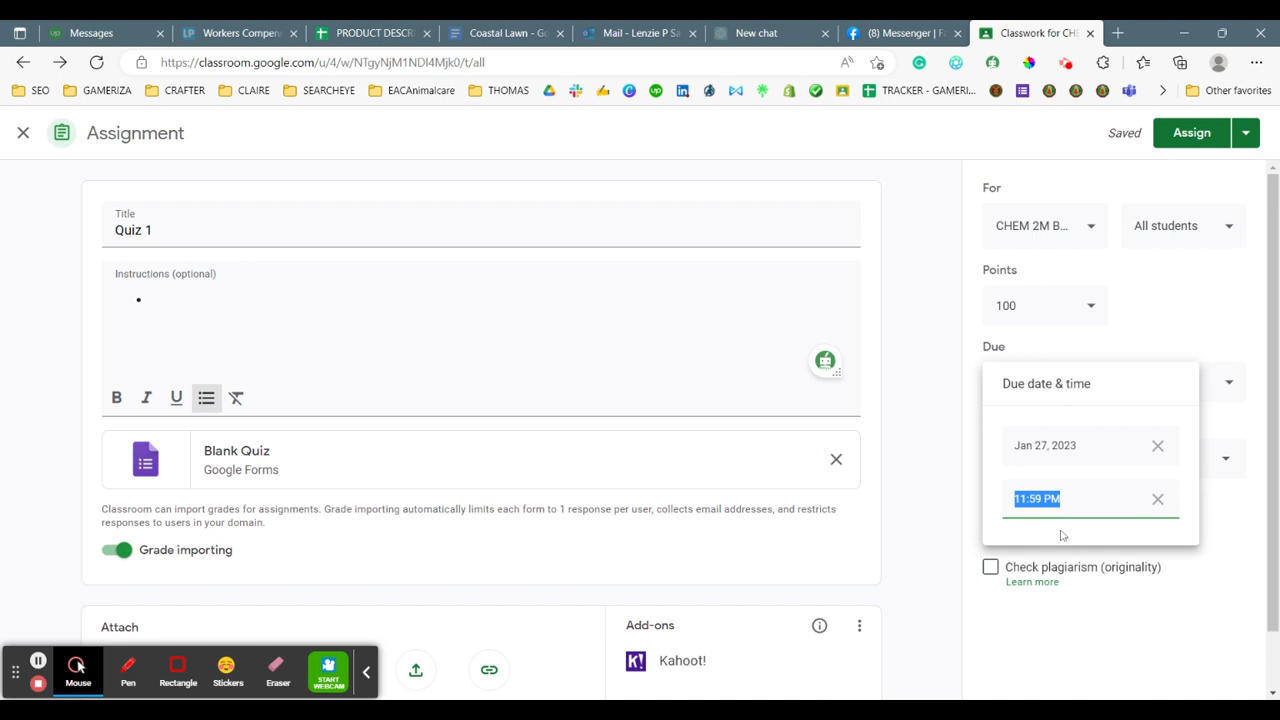 Messages
Workers Compen
PRODUCT DESCR
Coastal Lawn - Go
Mail - Lenzie P Sa
New chat
(8) Messenger | Fa
Classwork for CHE
https://classroom.google.com/u/4/w/NTgyNjM1NDI4Mjk0/t/all
SEO
GAMERIZA
CRAFTER
CLAIRE
SEARCHEYE
EACAnimalcare
THOMAS
TRACKER - GAMERI...
Other favorites
Assignment
Saved
Assign
Title
Quiz 1
Instructions (optional)
B I U
Blank Quiz
Google Forms
Classroom can import grades for assignments. Grade importing automatically limits each form to 1 response per user, collects email addresses, and restricts
responses to users in your domain.
Grade importing
Attach
Add-ons
K! Kahoot!
For
CHEM 2M B...
All students
Points
100
Due
Due date & time
Jan 27, 2023
11:59 PM
Check plagiarism (originality)
Learn more
Mouse
Pen
Rectangle
Stickers
Eraser
START
WEBCAM